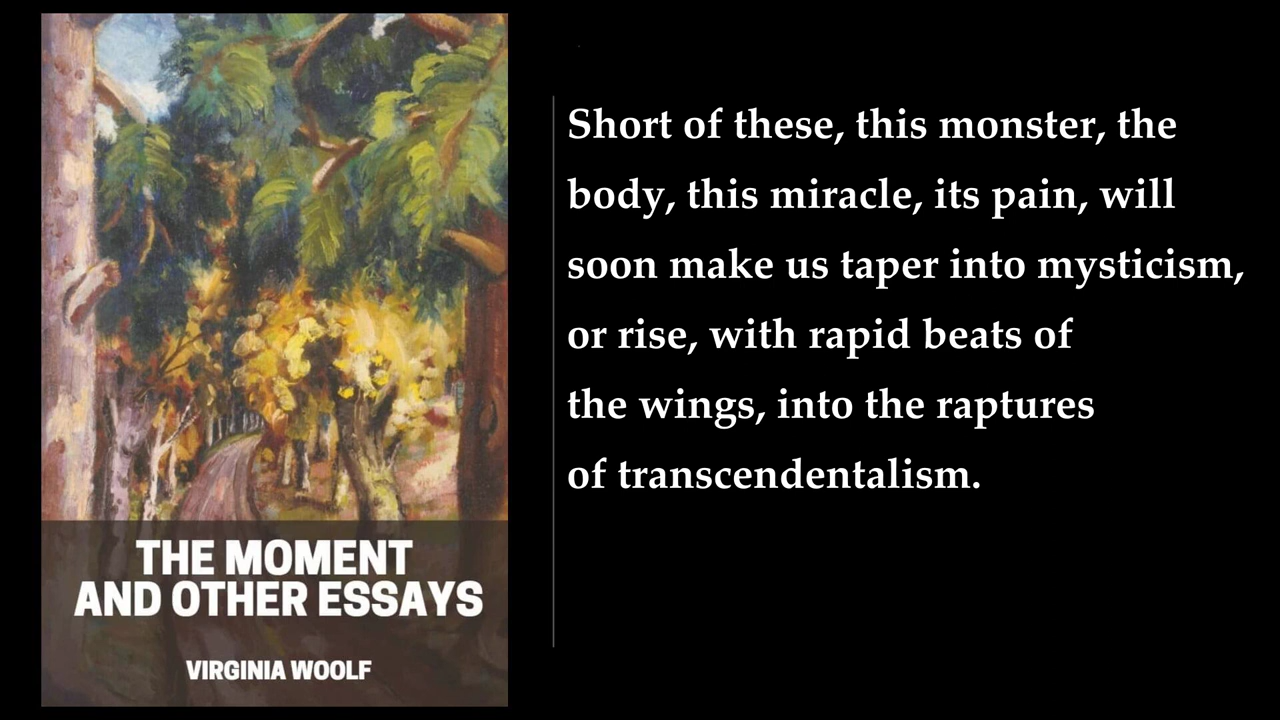 THE MOMENT
AND OTHER ESSAYS
VIRGINIA WOOLF
Short of these, this monster, the
body, this miracle, its pain, will
soon make us taper into mysticism,
or rise, with rapid beats of
the wings, into the raptures
of transcendentalism.